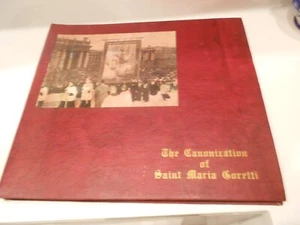 The Canonization
of
Saint Maria Goretti